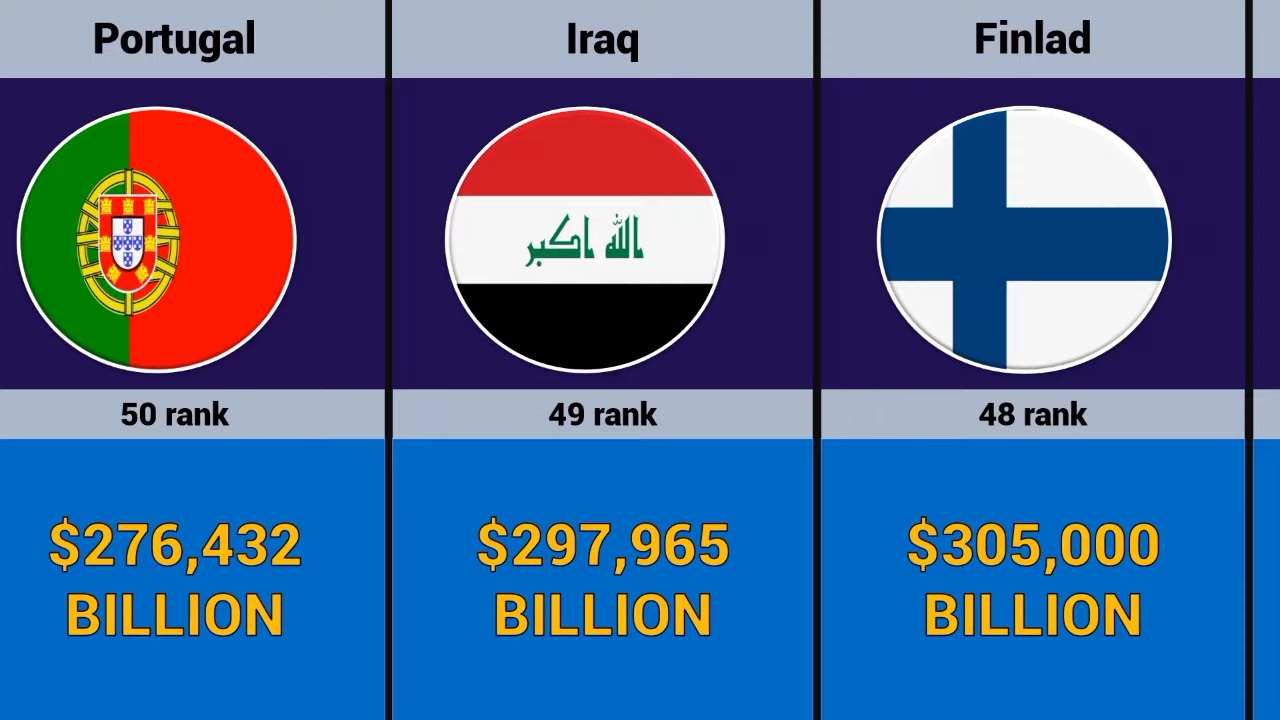 Portugal
Iraq
Finlad
الله اكبر
50 rank
49 rank
48 rank
$276,432
BILLION
$297,965
BILLION
$305,000
BILLION